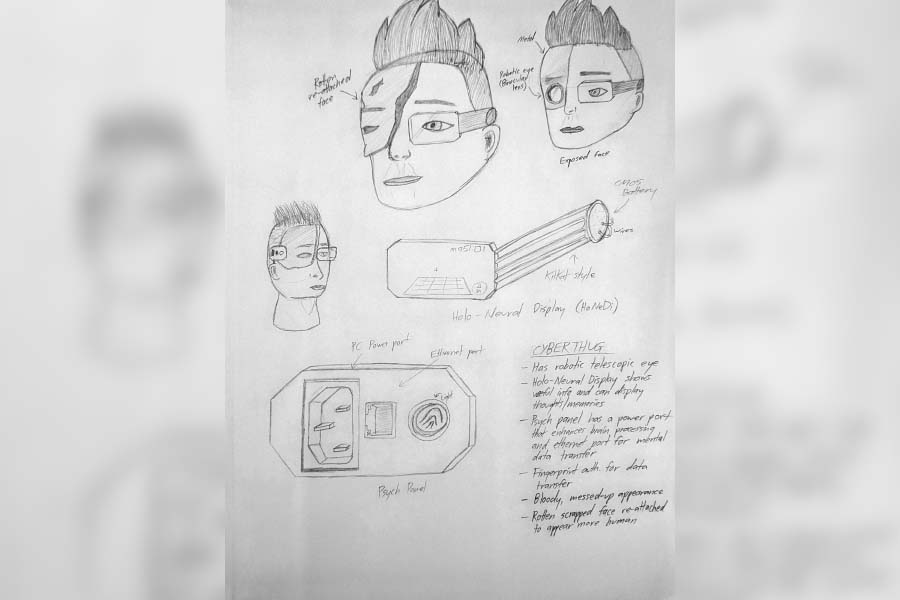 Rotten
re-attached
face
Metal
Robotic eye
(Binocular
lens)
Exposed face
CMOS
Battery
wires
KitKat style
Holo-Neural Display (HoNeDi)
PC Power port
Ethernet port
Light
Psych Panel
CYBERTHUG
- Has robotic telescopic eye
- Holo-Neural Display shows
useful info and can display
thoughts/memories
- Psych panel has a power port
that enhances brain processing
and ethernet port for mental
data transfer
- Fingerprint auth. for data
transfer
- Bloody, messed-up appearance
- Rotten scrapped face re-attached
to appear more human